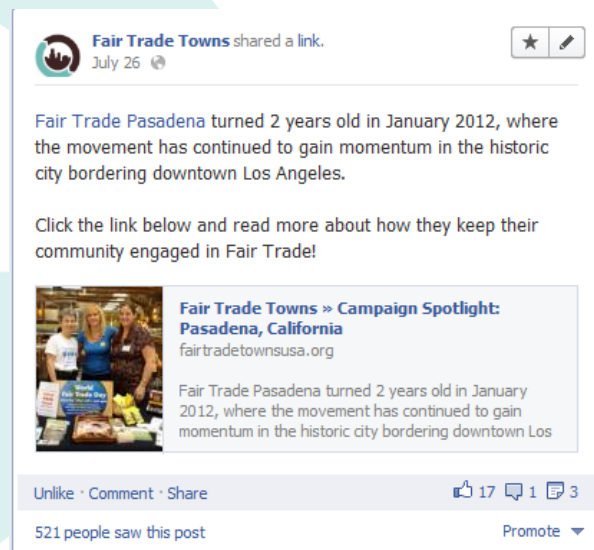 Fair Trade Towns shared a link.
July 26
Fair Trade Pasadena turned 2 years old in January 2012, where
the movement has continued to gain momentum in the historic
city bordering downtown Los Angeles.
Click the link below and read more about how they keep their
community engaged in Fair Trade!
Fair Trade Towns » Campaign Spotlight:
Pasadena, California
fairtradetownsusa.org
World
Fair Trade Day
Fair Trade Pasadena turned 2 years old in January
2012, where the movement has continued to gain
momentum in the historic city bordering downtown Los
Unlike · Comment · Share
17 1 3
521 people saw this post
Promote